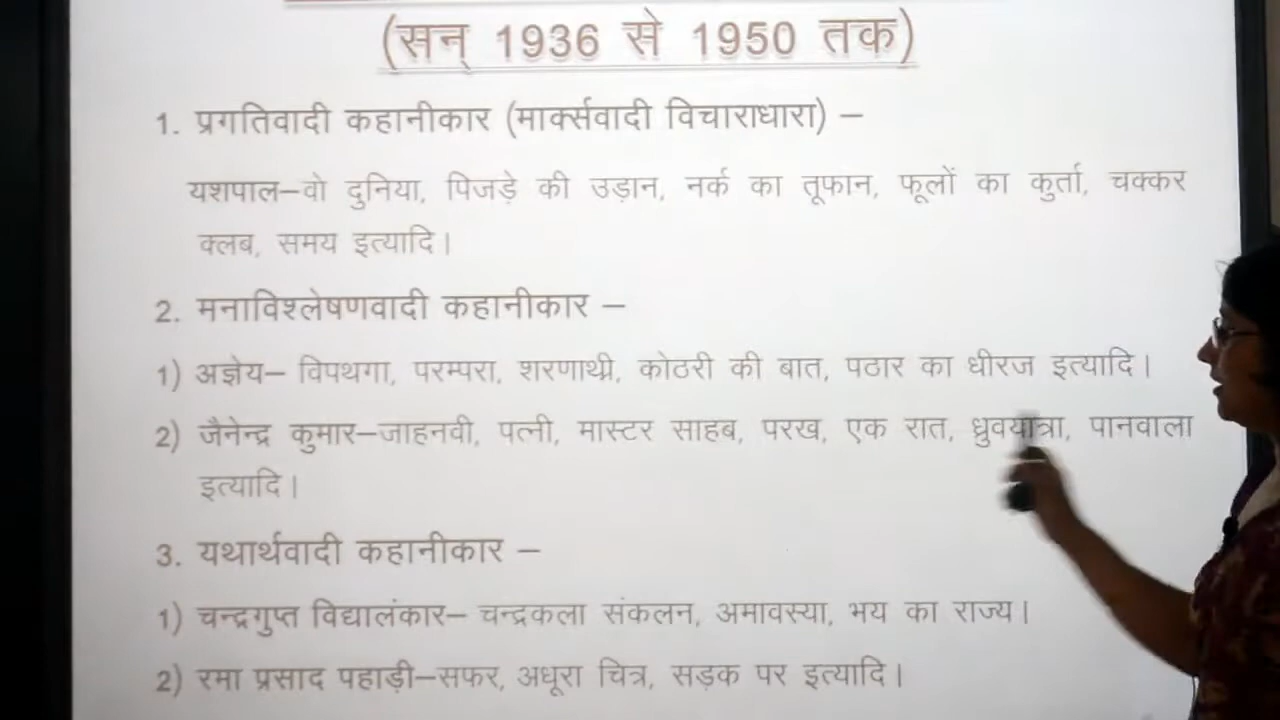 (सन् 1936 से 1950 तक)
1. प्रगतिवादी कहानीकार (मार्क्सवादी विचाराधारा) –
यशपाल–वो दुनिया, पिजड़े की उड़ान, नर्क का तूफान, फूलों का कुर्ता, चक्कर
क्लब, समय इत्यादि।
2. मनाविश्लेषणवादी कहानीकार –
1) अज्ञेय– विपथगा, परम्परा, शरणाथ्री, कोठरी की बात, पठार का धीरज इत्यादि।
2) जैनेन्द्र कुमार–जाहनवी, पत्नी, मास्टर साहब, परख, एक रात, ध्रुवयात्रा, पानवाला
इत्यादि।
3. यथार्थवादी कहानीकार –
1) चन्द्रगुप्त विद्यालंकार– चन्द्रकला संकलन, अमावस्या, भय का राज्य।
2) रमा प्रसाद पहाड़ी–सफर, अधूरा चित्र, सड़क पर इत्यादि।